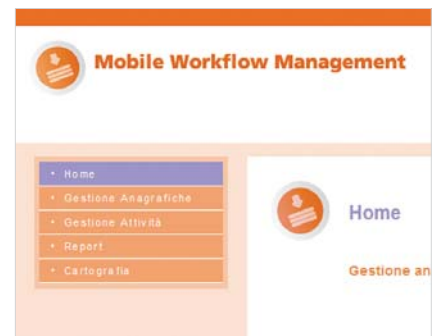 Mobile Workflow Management
• Home
• Gestione Anagrafiche
• Gestione Attività
• Report
• Cartografia
Home
Gestione an